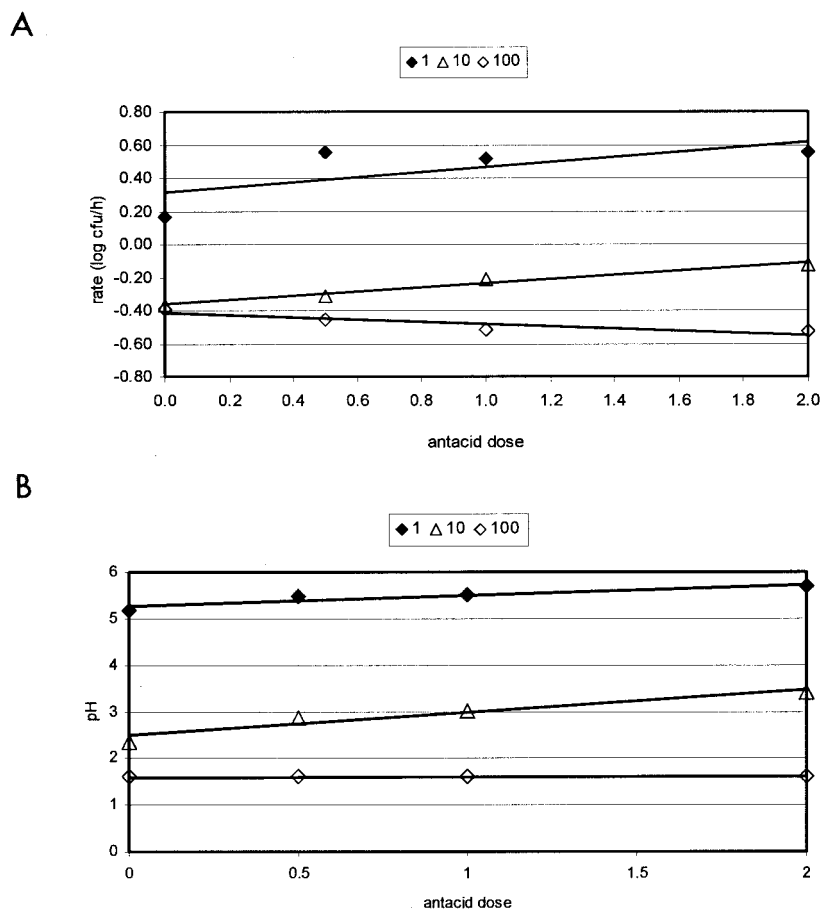 A
◆ 1 △ 10 ◇ 100
0.80
0.60
0.40
0.20
0.00
-0.20
-0.40
-0.60
-0.80
rate (log cfu/h)
0.0 0.2 0.4 0.6 0.8 1.0 1.2 1.4 1.6 1.8 2.0
antacid dose
B
◆ 1 △ 10 ◇ 100
6
5
4
3
2
1
0
pH
0 0.5 1 1.5 2
antacid dose